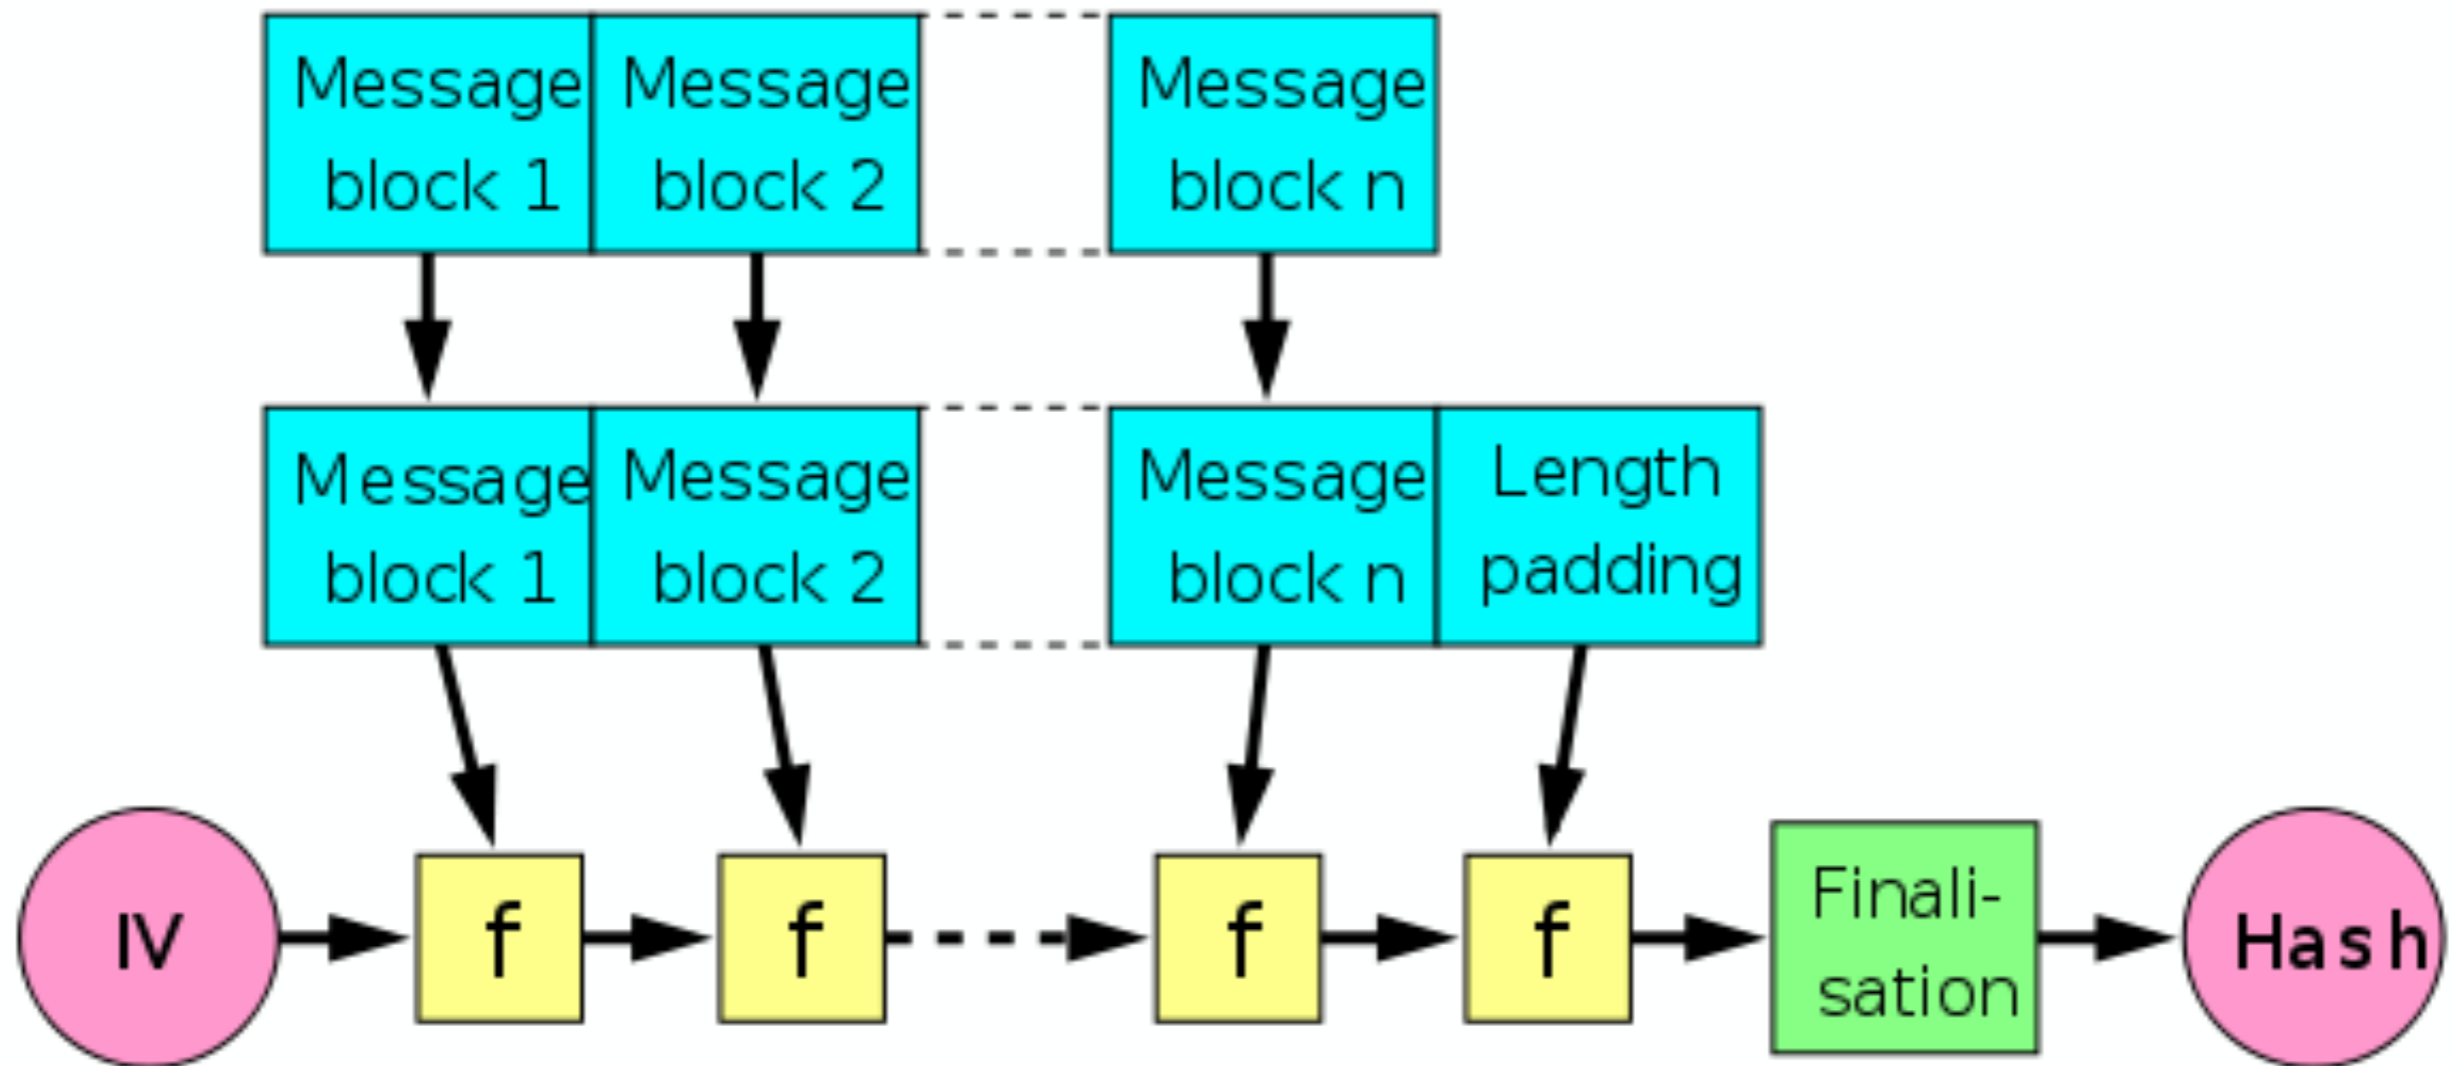 Message
block 1
Message
block 2
Message
block n
Message
block 1
Message
block 2
Message
block n
Length
padding
IV
f
f
f
f
Finali-
sation
Hash